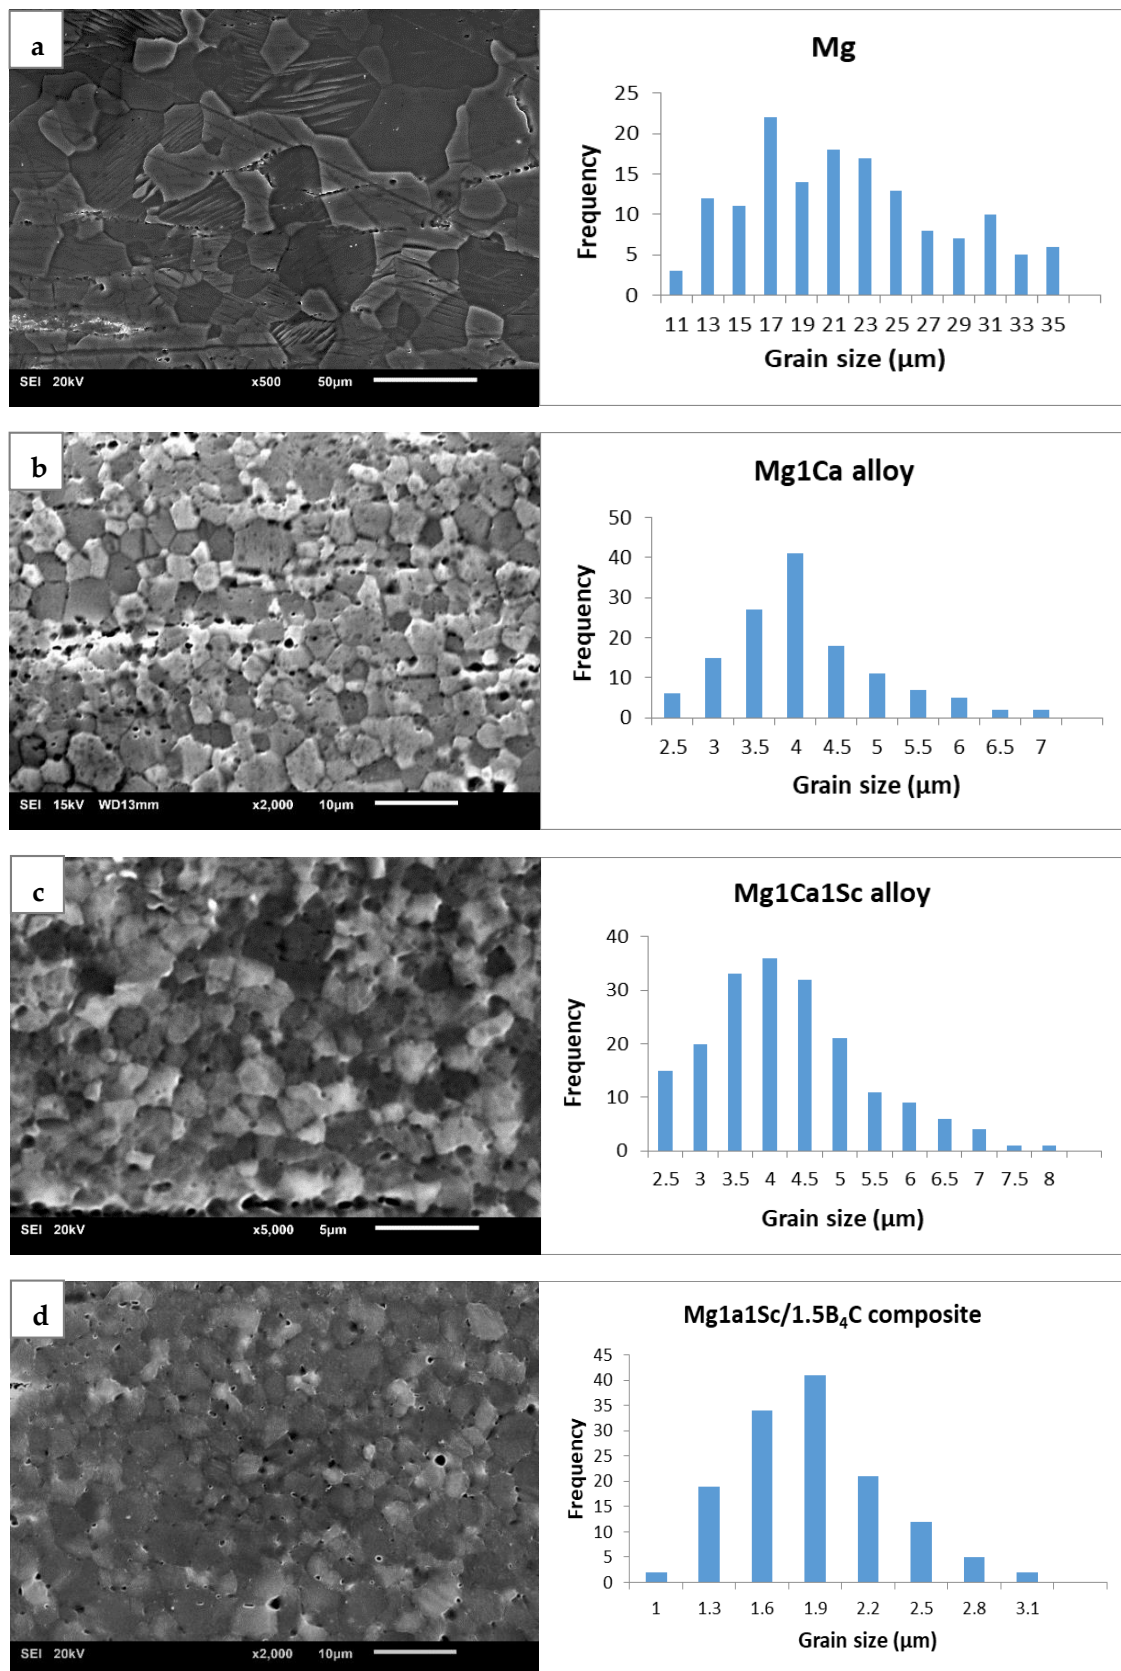 a
SEI 20kV x500 50µm
Mg
Frequency
25
20
15
10
5
0
11 13 15 17 19 21 23 25 27 29 31 33 35
Grain size (µm)
b
SEI 15kV WD13mm x2,000 10µm
Mg1Ca alloy
Frequency
50
40
30
20
10
0
2.5 3 3.5 4 4.5 5 5.5 6 6.5 7
Grain size (µm)
c
SEI 20kV x5,000 5µm
Mg1Ca1Sc alloy
Frequency
40
30
20
10
0
2.5 3 3.5 4 4.5 5 5.5 6 6.5 7 7.5 8
Grain size (µm)
d
SEI 20kV x2,000 10µm
Mg1a1Sc/1.5B₄C composite
Frequency
45
40
35
30
25
20
15
10
5
0
1 1.3 1.6 1.9 2.2 2.5 2.8 3.1
Grain size (µm)